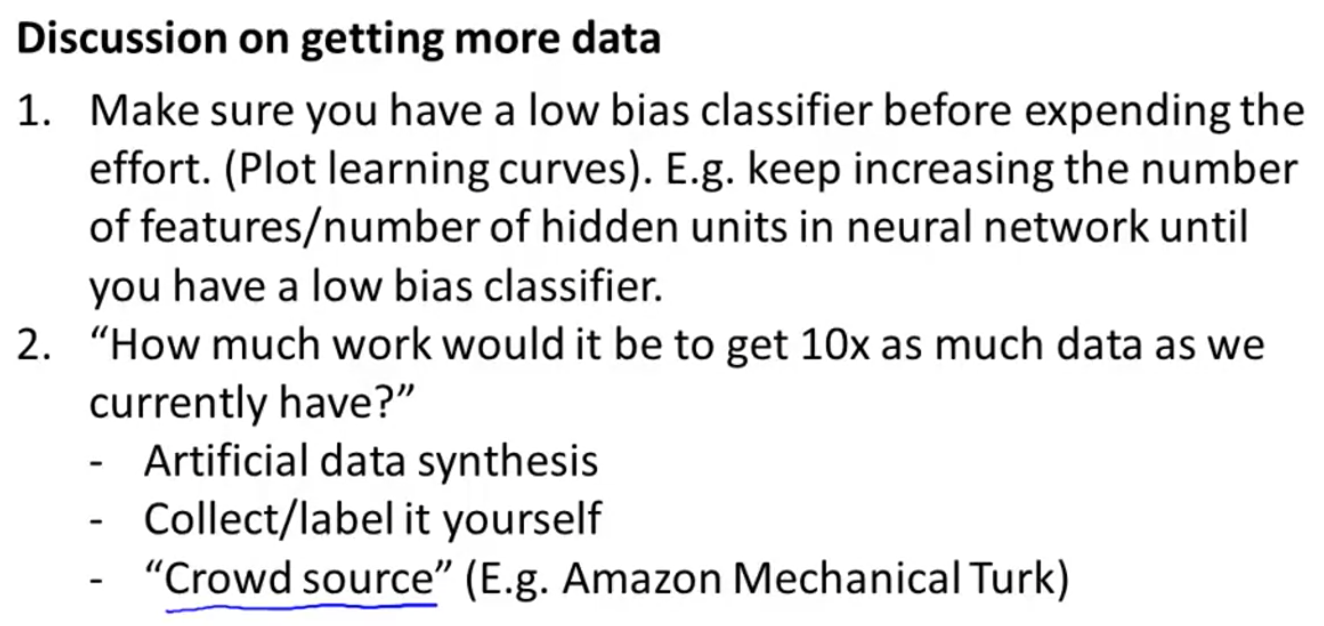 Discussion on getting more data
1. Make sure you have a low bias classifier before expending the
effort. (Plot learning curves). E.g. keep increasing the number
of features/number of hidden units in neural network until
you have a low bias classifier.
2. “How much work would it be to get 10x as much data as we
currently have?”
- Artificial data synthesis
- Collect/label it yourself
- “Crowd source” (E.g. Amazon Mechanical Turk)